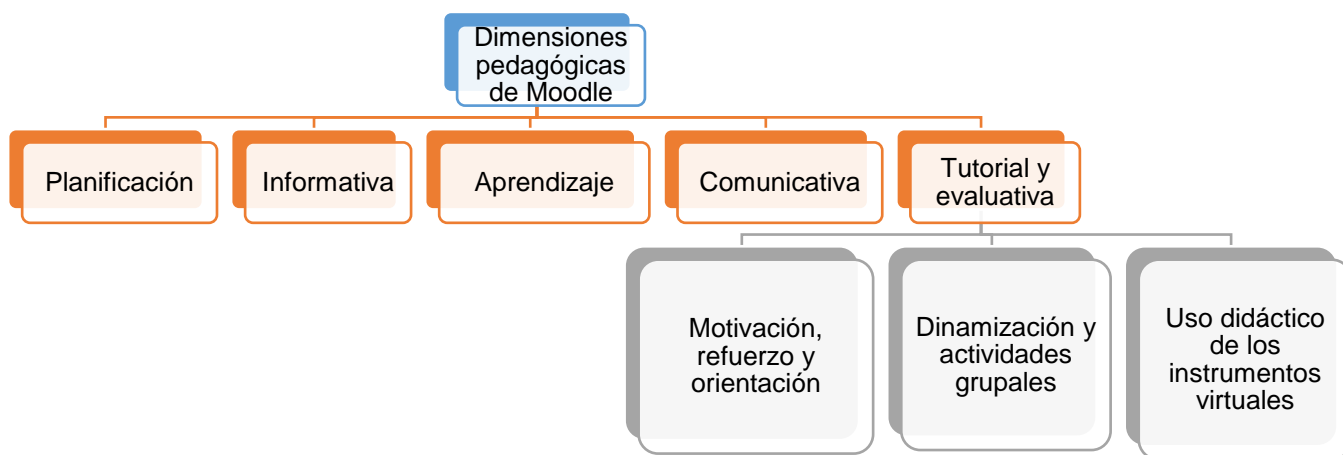 Dimensiones
pedagógicas
de Moodle
Planificación
Informativa
Aprendizaje
Comunicativa
Tutorial y
evaluativa
Motivación,
refuerzo y
orientación
Dinamización y
actividades
grupales
Uso didáctico
de los
instrumentos
virtuales